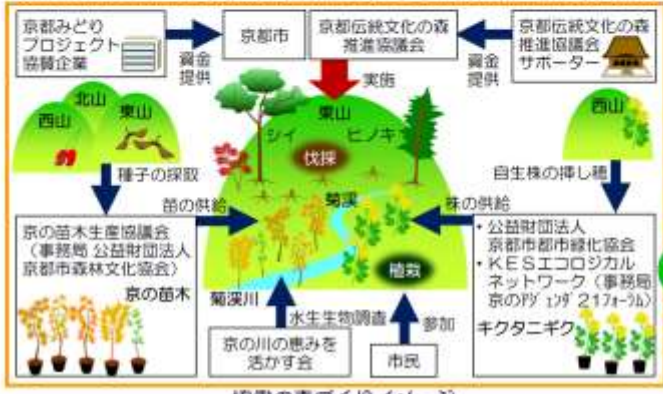 京都みどり
プロジェクト
協賛企業
資金
提供
京都市
京都伝統文化の森
推進協議会
資金
提供
京都伝統文化の森
推進協議会
サポーター
実施
北山
西山
東山
種子の採取
東山
シイ
ヒノキ
伐採
菊渓
菊渓川
植栽
西山
自生株の挿し穂
苗の供給
株の供給
京の苗木生産協議会
(事務局 公益財団法人
京都市森林文化協会)
京の苗木
・公益財団法人
京都市都市緑化協会
・KESエコロジカル
ネットワーク(事務局
京のアジェンダ21フォーラム)
キクタニギク
水生生物調査
参加
京の川の恵みを
活かす会
市民